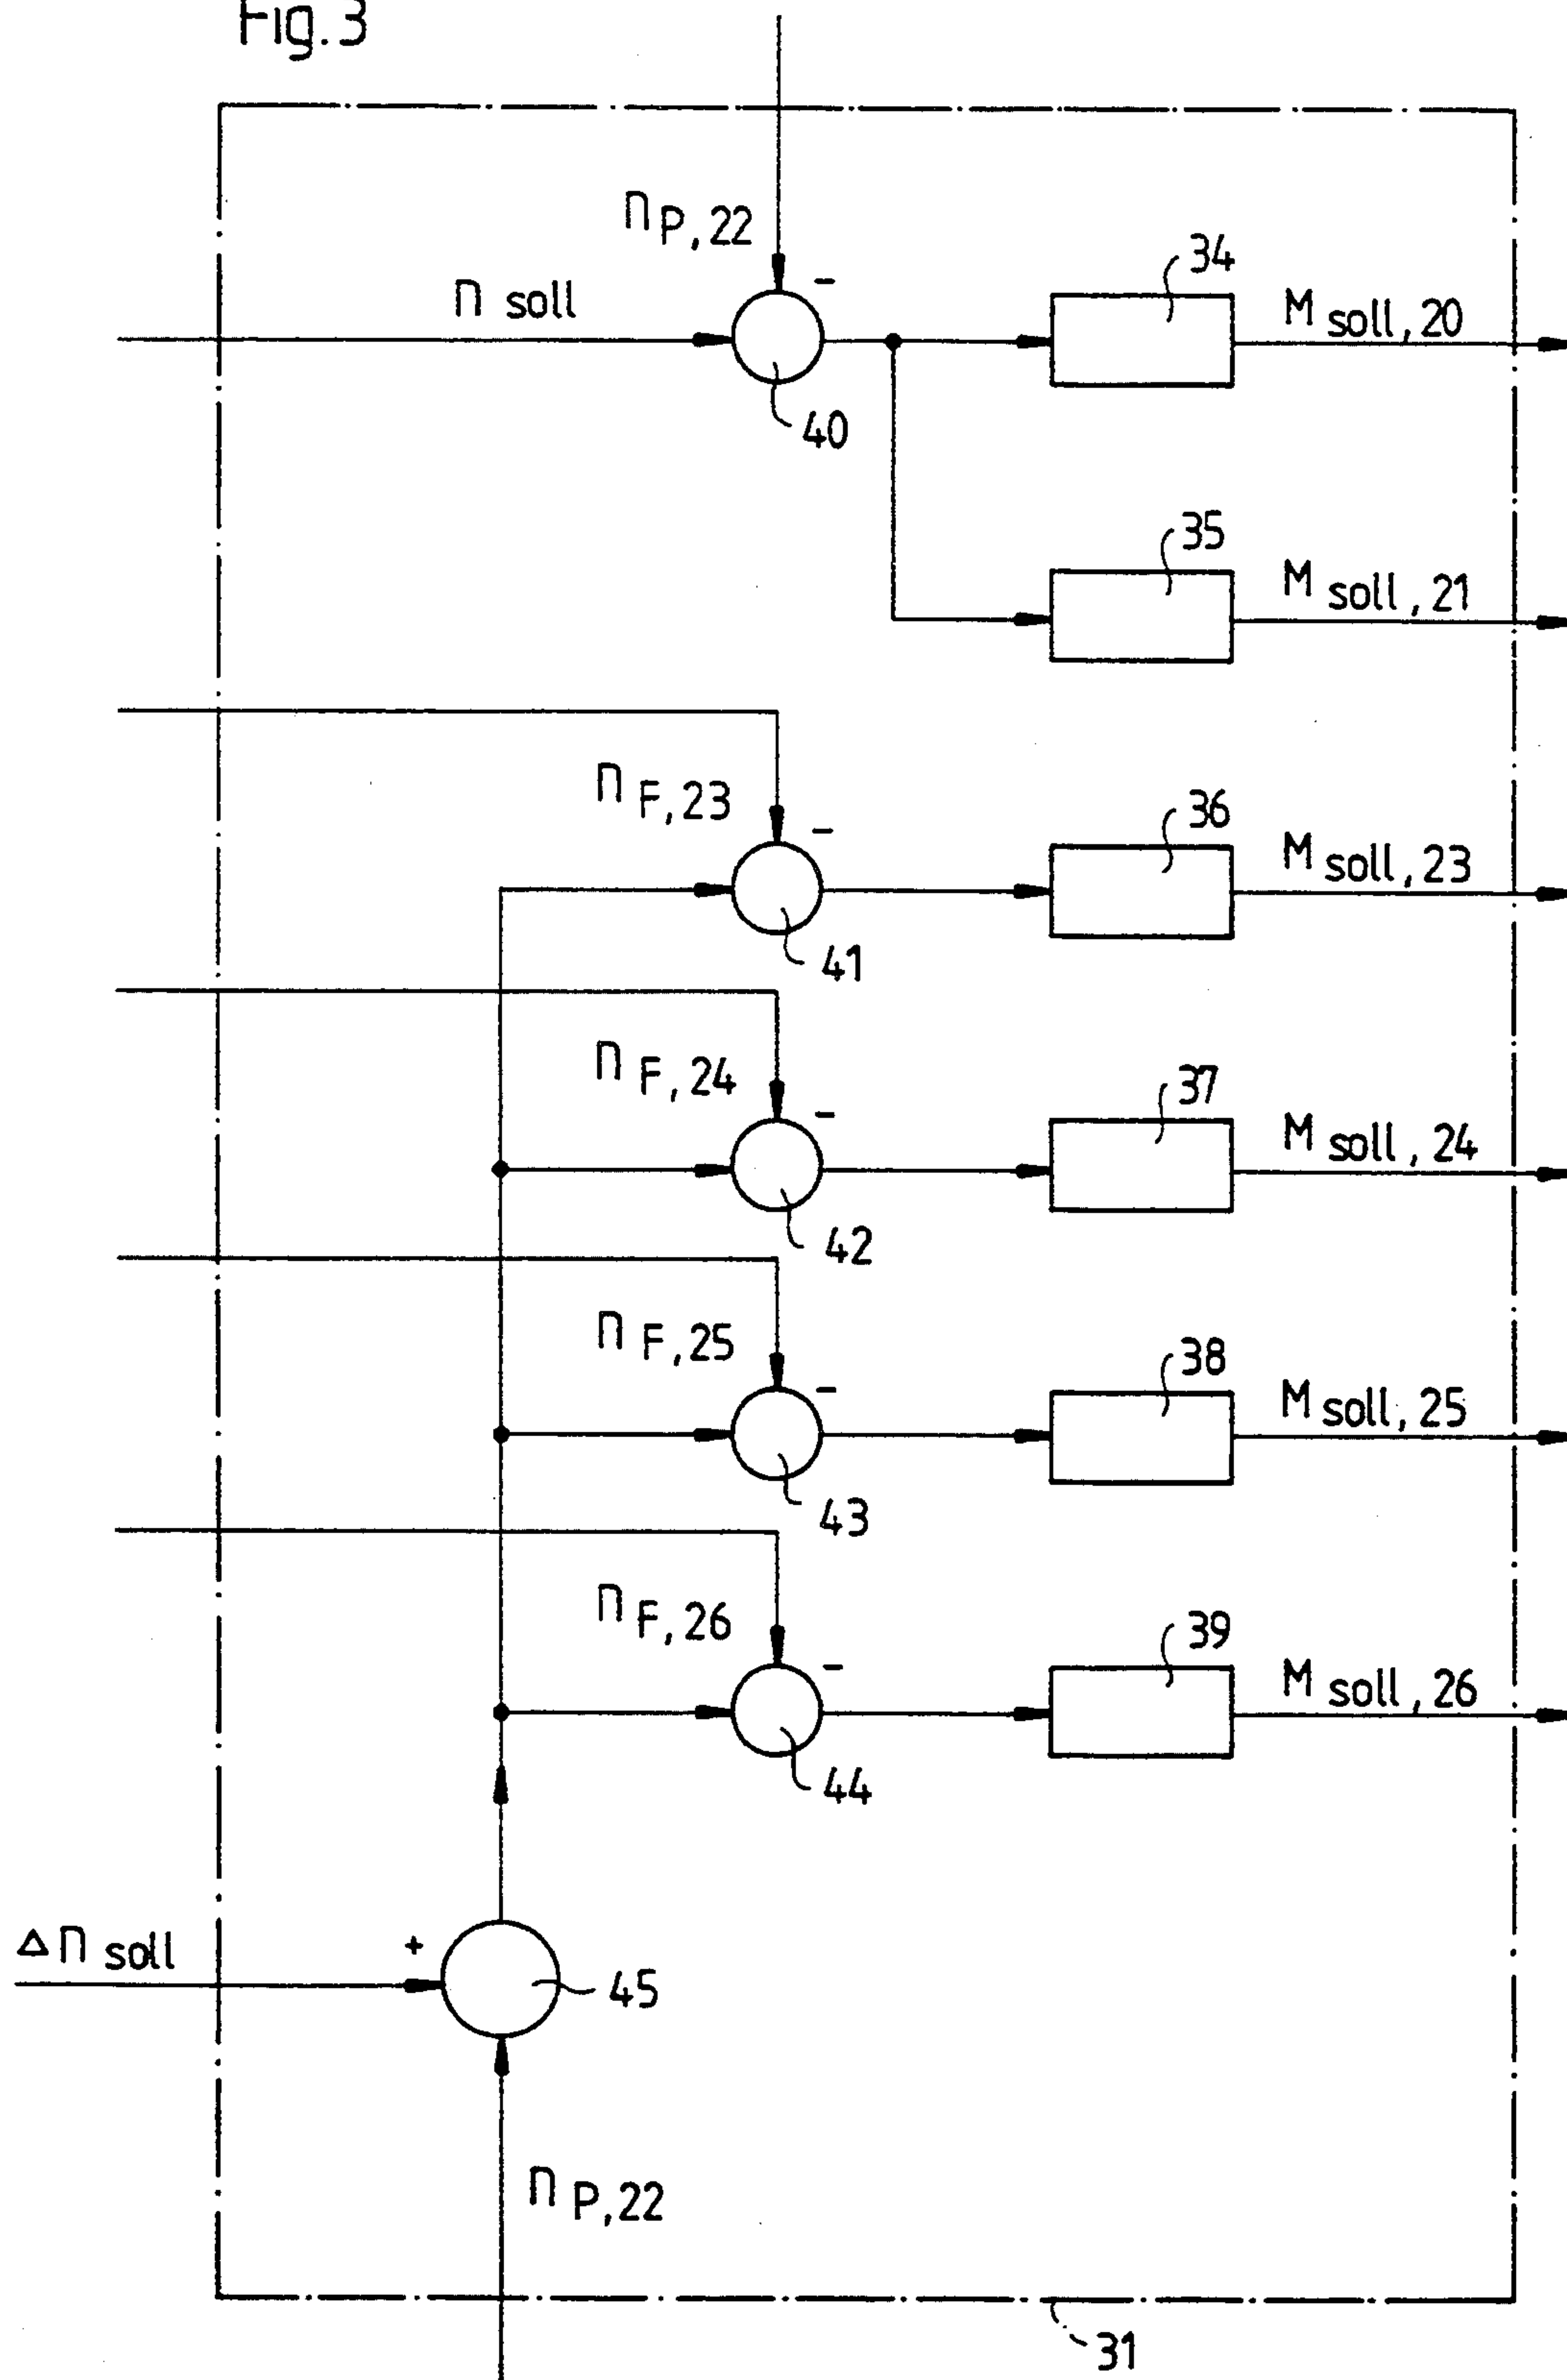 Fig. 3
n P, 22
n soll
-
34
M soll, 20
40
35
M soll, 21
n F, 23
-
36
M soll, 23
41
n F, 24
-
37
M soll, 24
42
n F, 25
-
38
M soll, 25
43
n F, 26
-
39
M soll, 26
44
Δn soll
+
45
n P, 22
31